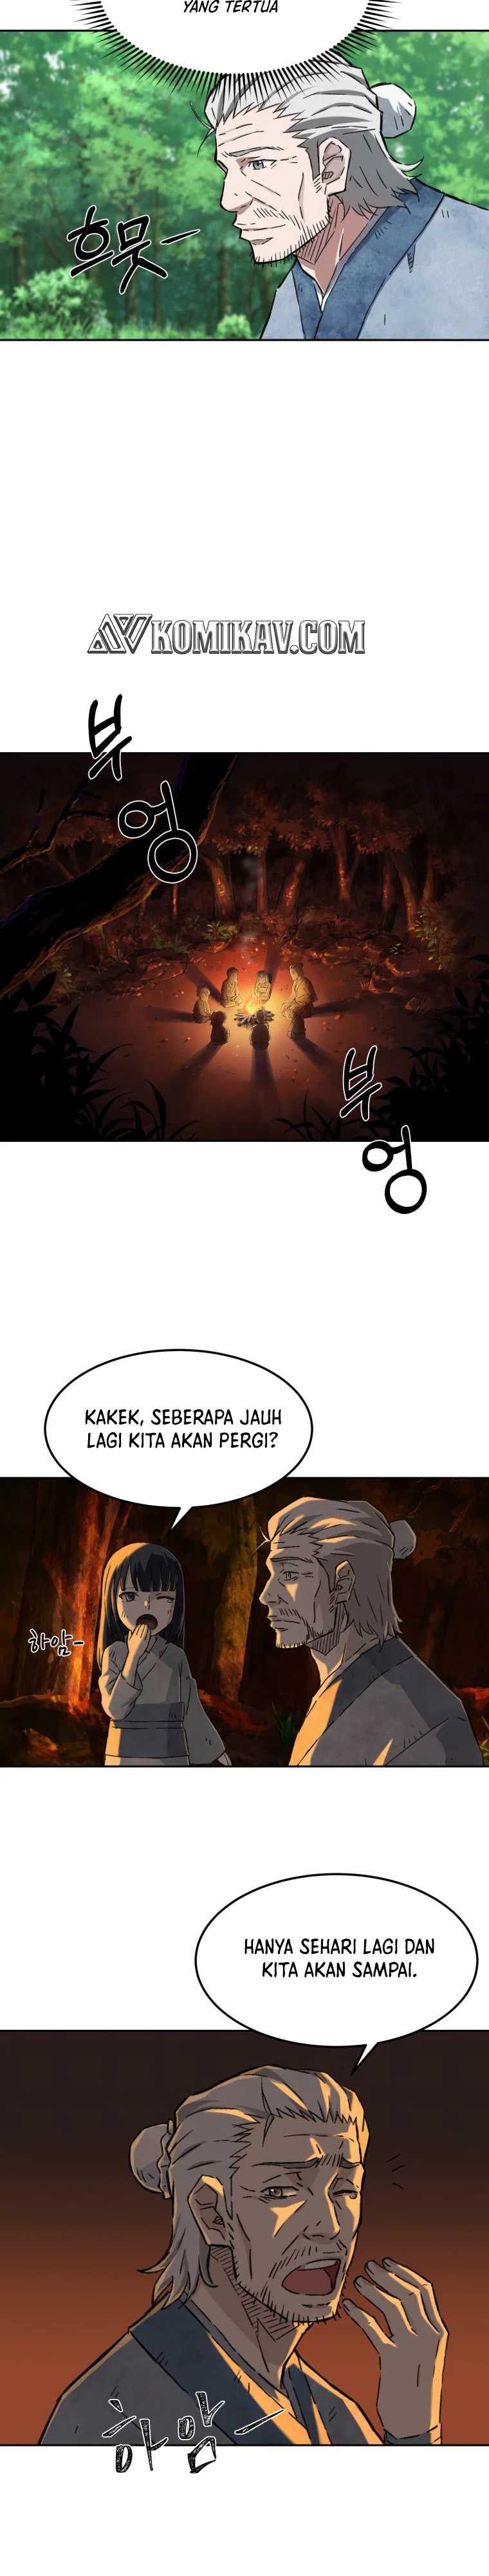 YANG TERTUA
흐뭇
KOMIKAV.COM
부
엉
부
엉
KAKEK, SEBERAPA JAUH
LAGI KITA AKAN PERGI?
하암~
HANYA SEHARI LAGI DAN
KITA AKAN SAMPAI.
하암